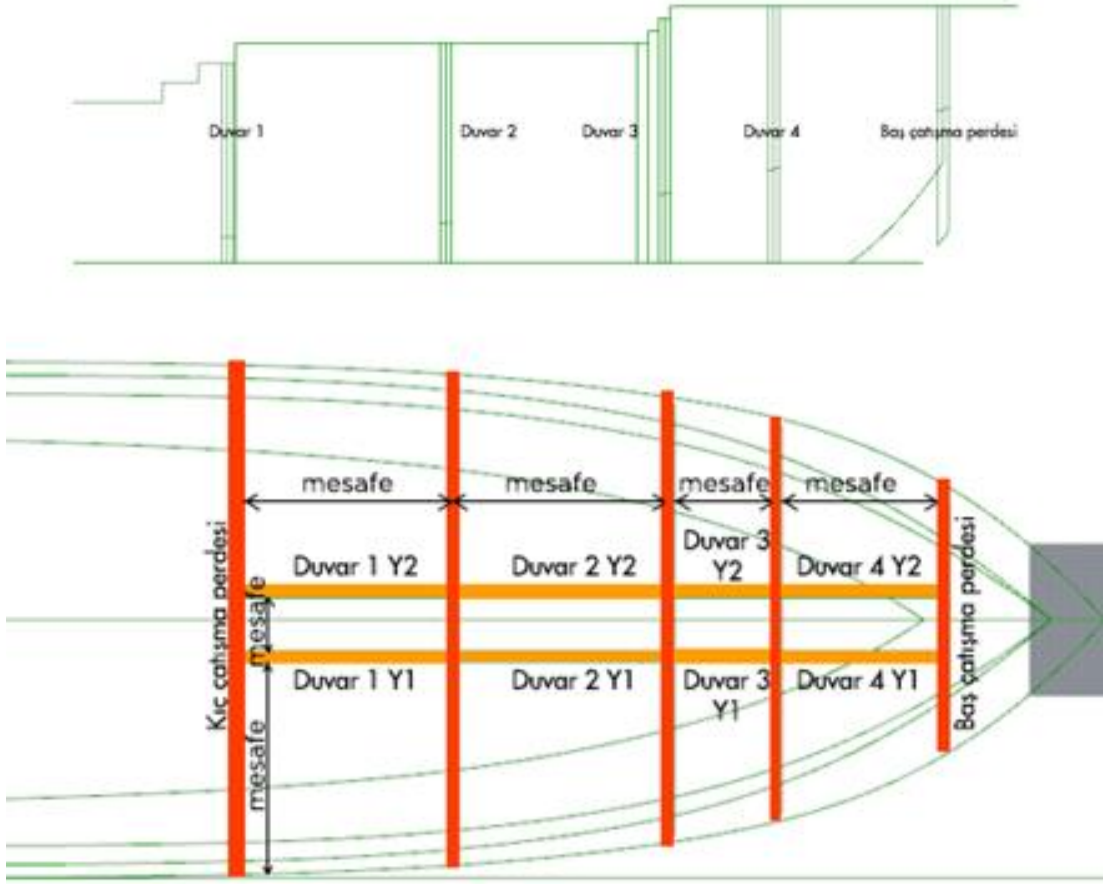 Duvar 1
Duvar 2
Duvar 3
Duvar 4
Baş çatışma perdesi
mesafe
mesafe
mesafe
mesafe
Duvar 1 Y2
Duvar 2 Y2
Duvar 3
Y2
Duvar 4 Y2
Kıç çatışma perdesi
mesafe
mesafe
Duvar 1 Y1
Duvar 2 Y1
Duvar 3
Y1
Duvar 4 Y1
Baş çatışma perdesi